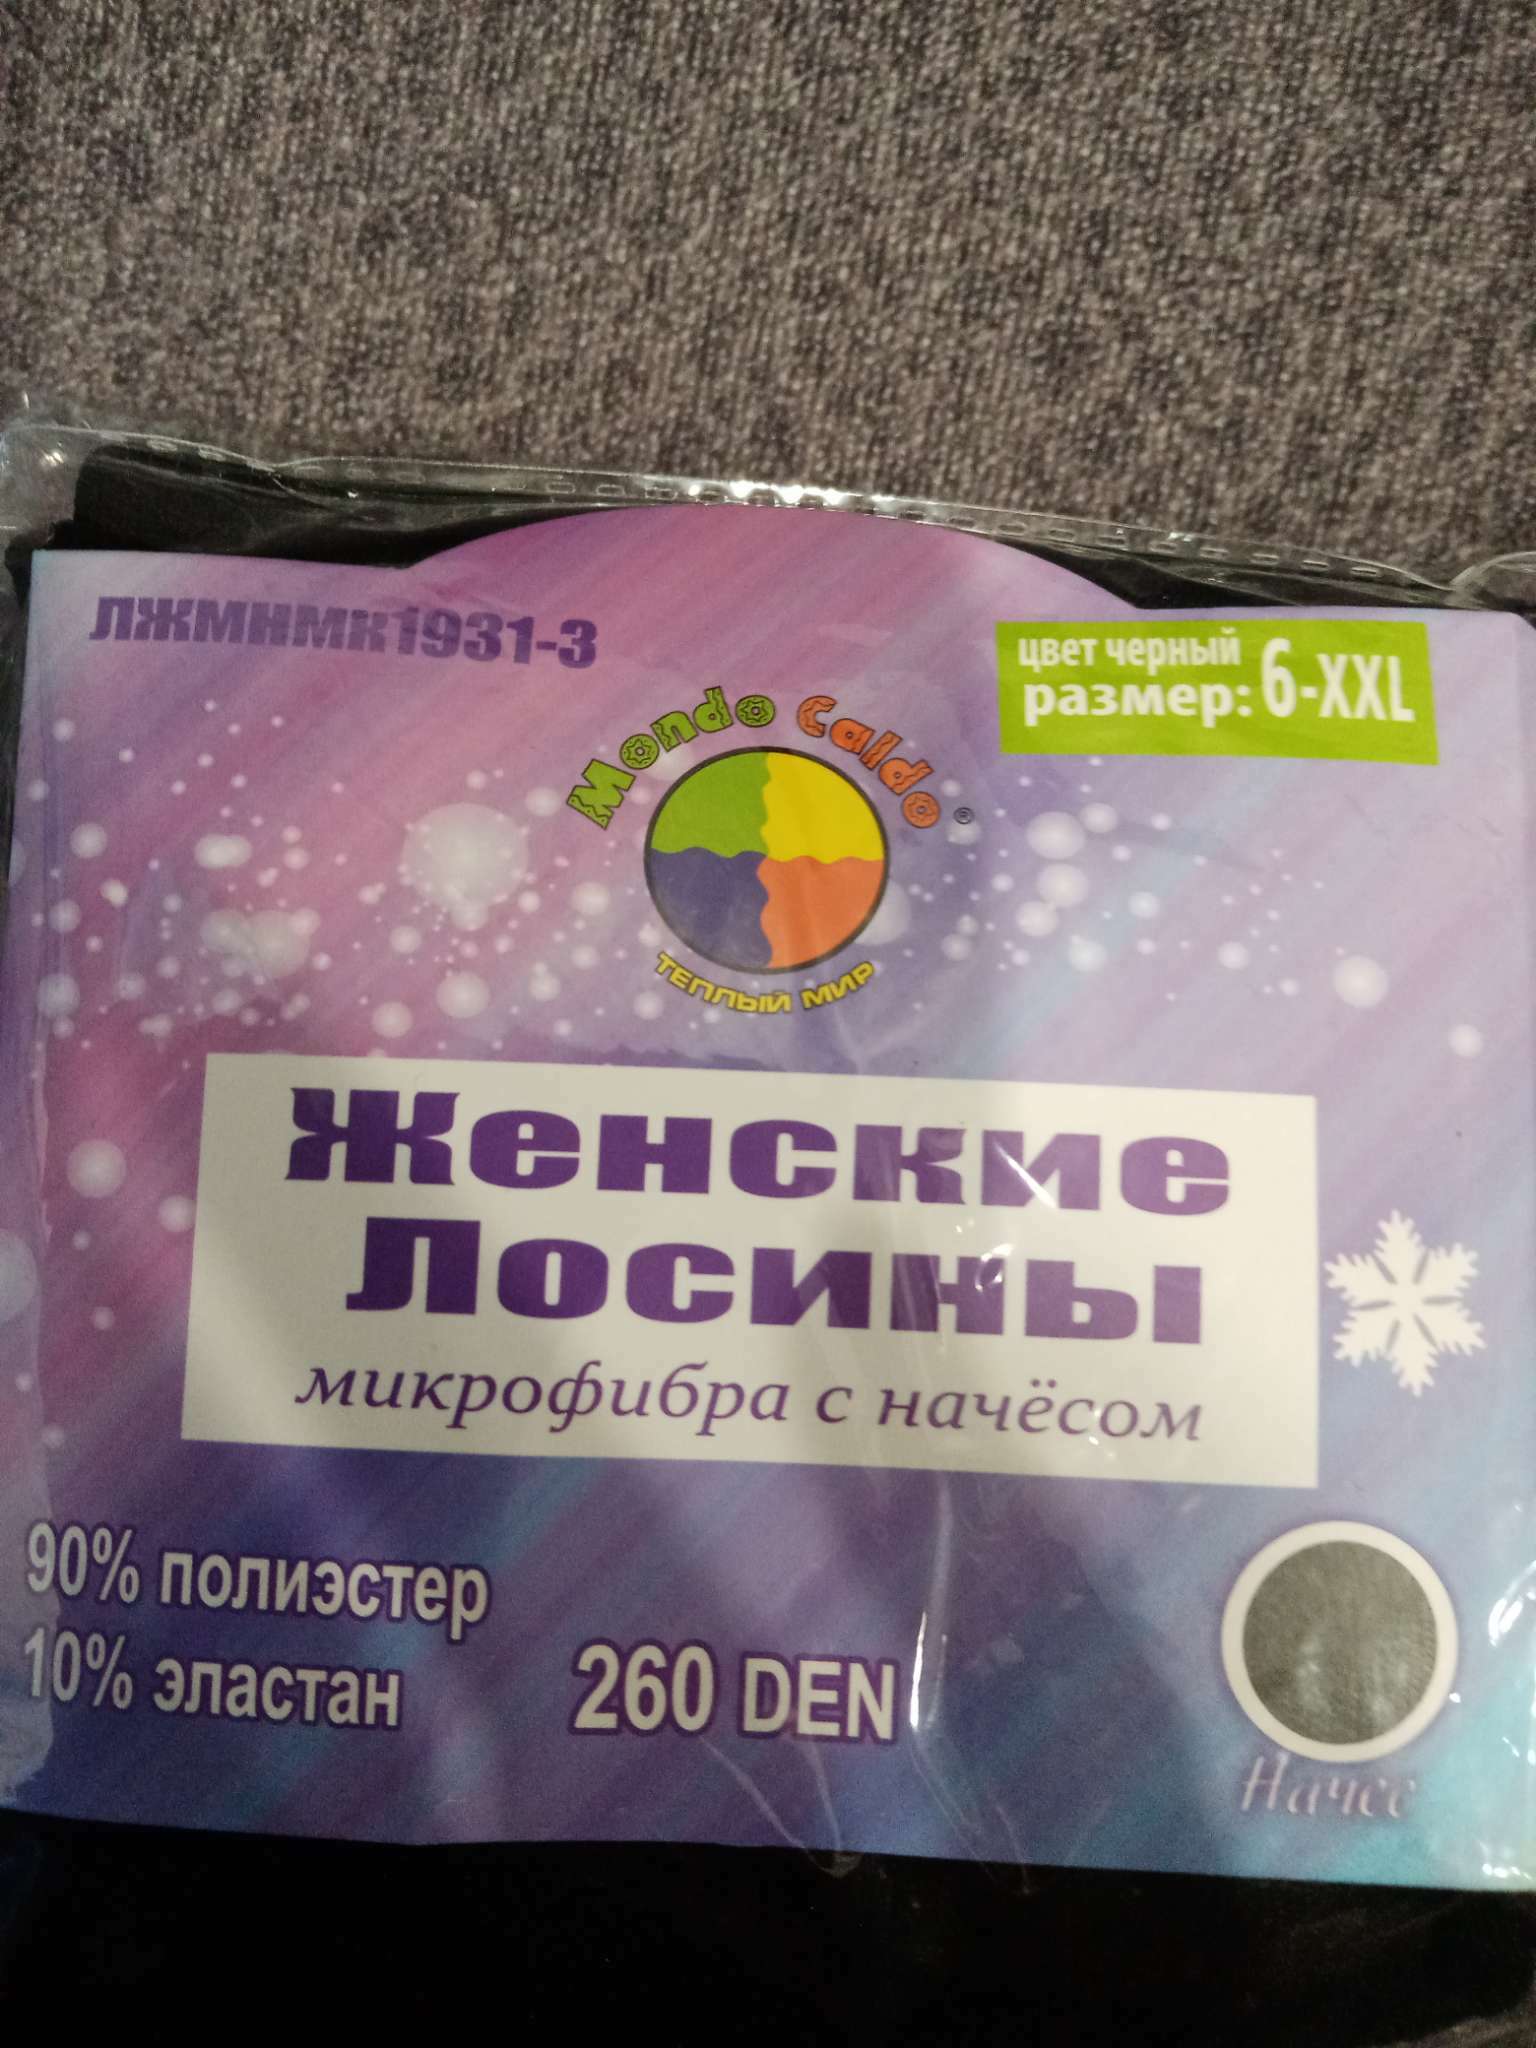 ЛЖМНМК1931-3
цвет черный
размер: 6-XXL
Mondo Caldo ®
ТЕПЛЫЙ МИР
Женские
Лосины
микрофибра с начёсом
90% полиэстер
10% эластан
260 DEN
Начес